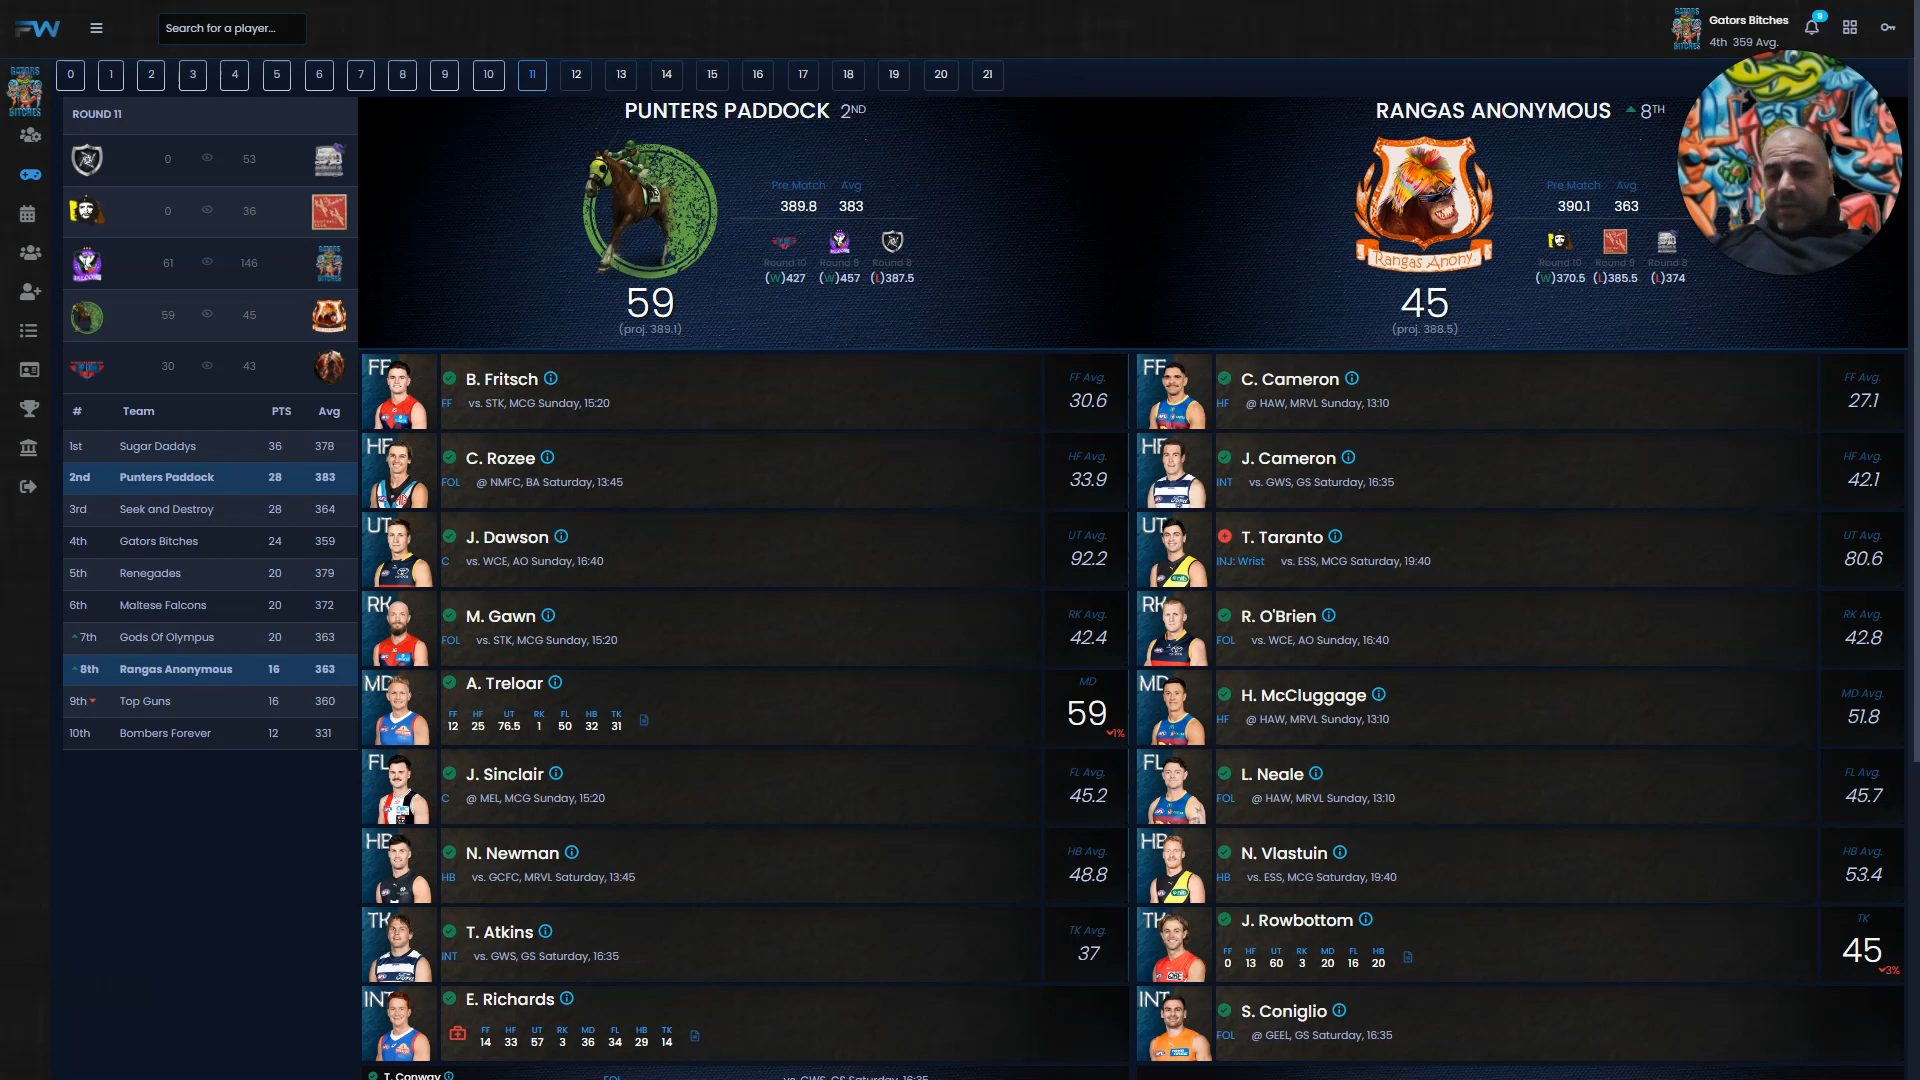 FW
Search for a player...
Gators Bitches
9
4th 359 Avg.
GATORS
BITCHES
0 1 2 3 4 5 6 7 8 9 10 11 12 13 14 15 16 17 18 19 20 21
ROUND 11
0 53
0 36
61 146
59 45
30 43
# Team PTS Avg
1st Sugar Daddys 36 378
2nd Punters Paddock 28 383
3rd Seek and Destroy 28 364
4th Gators Bitches 24 359
5th Renegades 20 379
6th Maltese Falcons 20 372
7th Gods Of Olympus 20 363
8th Rangas Anonymous 16 363
9th Top Guns 16 360
10th Bombers Forever 12 331
PUNTERS PADDOCK 2ND
Pre Match Avg
389.8 383
Round 10 Round 9 Round 8
(W)427 (W)457 (L)387.5
59
(proj. 389.1)
RANGAS ANONYMOUS 8TH
Rangas Anony.
Pre Match Avg
390.1 363
Round 10 Round 9 Round 8
(W)370.5 (L)385.5 (L)374
45
(proj. 388.5)
FF B. Fritsch FF Avg.
FF vs. STK, MCG Sunday, 15:20 30.6
HF C. Rozee HF Avg.
FOL @ NMFC, BA Saturday, 13:45 33.9
UT J. Dawson UT Avg.
C vs. WCE, AO Sunday, 16:40 92.2
RK M. Gawn RK Avg.
FOL vs. STK, MCG Sunday, 15:20 42.4
MD A. Treloar MD
FF HF UT RK FL HB TK
12 25 76.5 1 50 32 31
59
1%
FL J. Sinclair FL Avg.
C @ MEL, MCG Sunday, 15:20 45.2
HB N. Newman HB Avg.
HB vs. GCFC, MRVL Saturday, 13:45 48.8
TK T. Atkins TK Avg.
INT vs. GWS, GS Saturday, 16:35 37
INT E. Richards
FF HF UT RK MD FL HB TK
14 33 57 3 36 34 29 14
T. Conway FOL vs. GWS, GS Saturday, 16:35
FF C. Cameron FF Avg.
HF @ HAW, MRVL Sunday, 13:10 27.1
HF J. Cameron HF Avg.
INT vs. GWS, GS Saturday, 16:35 42.1
UT T. Taranto UT Avg.
INJ: Wrist vs. ESS, MCG Saturday, 19:40 80.6
RK R. O'Brien RK Avg.
FOL vs. WCE, AO Sunday, 16:40 42.8
MD H. McCluggage MD Avg.
HF @ HAW, MRVL Sunday, 13:10 51.8
FL L. Neale FL Avg.
FOL @ HAW, MRVL Sunday, 13:10 45.7
HB N. Vlastuin HB Avg.
HB vs. ESS, MCG Saturday, 19:40 53.4
TK J. Rowbottom TK
FF HF UT RK MD FL HB
0 13 60 3 20 16 20
45
3%
INT S. Coniglio
FOL @ GEEL, GS Saturday, 16:35